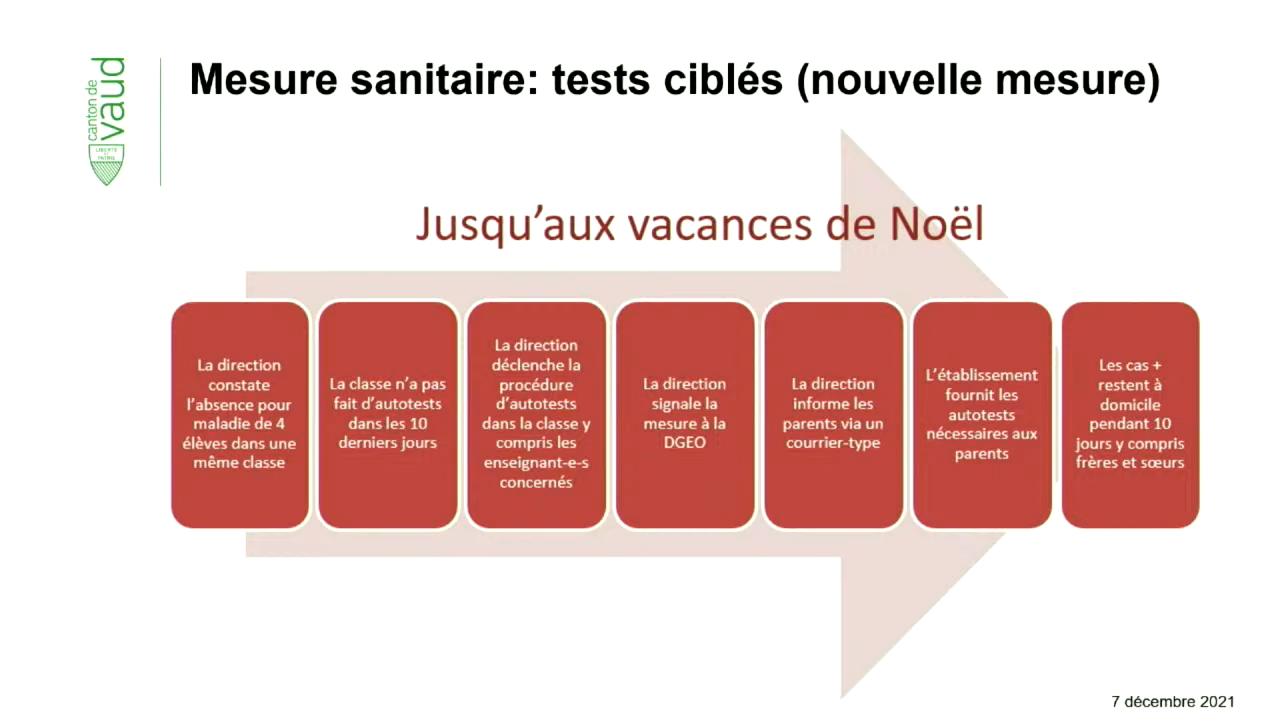 canton de
vaud
LIBERTÉ
ET
PATRIE
Mesure sanitaire: tests ciblés (nouvelle mesure)
Jusqu’aux vacances de Noël
La direction
constate
l’absence pour
maladie de 4
élèves dans une
même classe
La classe n’a pas
fait d’autotests
dans les 10
derniers jours
La direction
déclenche la
procédure
d’autotests
dans la classe y
compris les
enseignant-e-s
concernés
La direction
signale la
mesure à la
DGEO
La direction
informe les
parents via un
courrier-type
L’établissement
fournit les
autotests
nécessaires aux
parents
Les cas +
restent à
domicile
pendant 10
jours y compris
frères et sœurs
7 décembre 2021